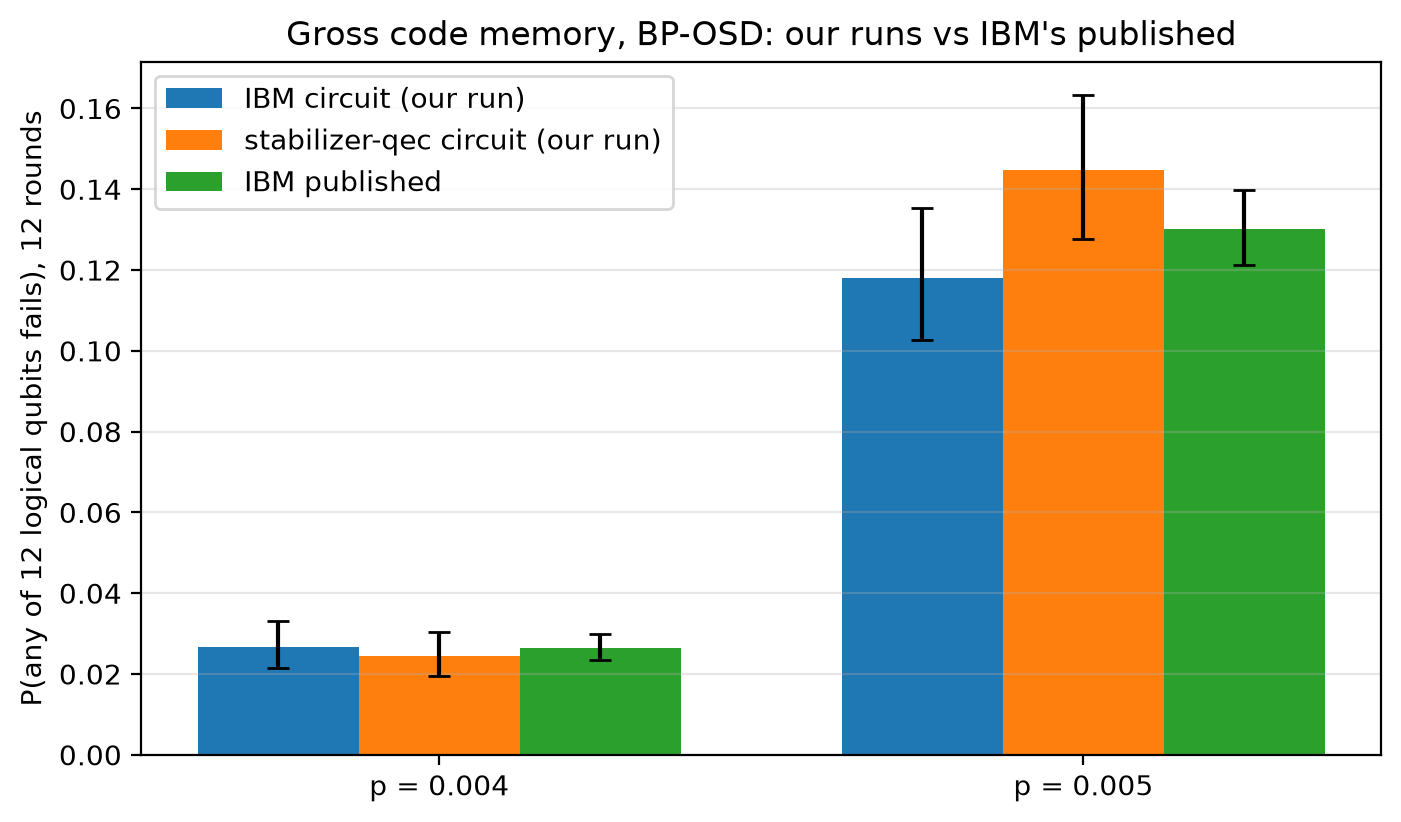 Gross code memory, BP-OSD: our runs vs IBM's published
IBM circuit (our run)
stabilizer-qec circuit (our run)
IBM published
P(any of 12 logical qubits fails), 12 rounds
0.16
0.14
0.12
0.10
0.08
0.06
0.04
0.02
0.00
p = 0.004
p = 0.005